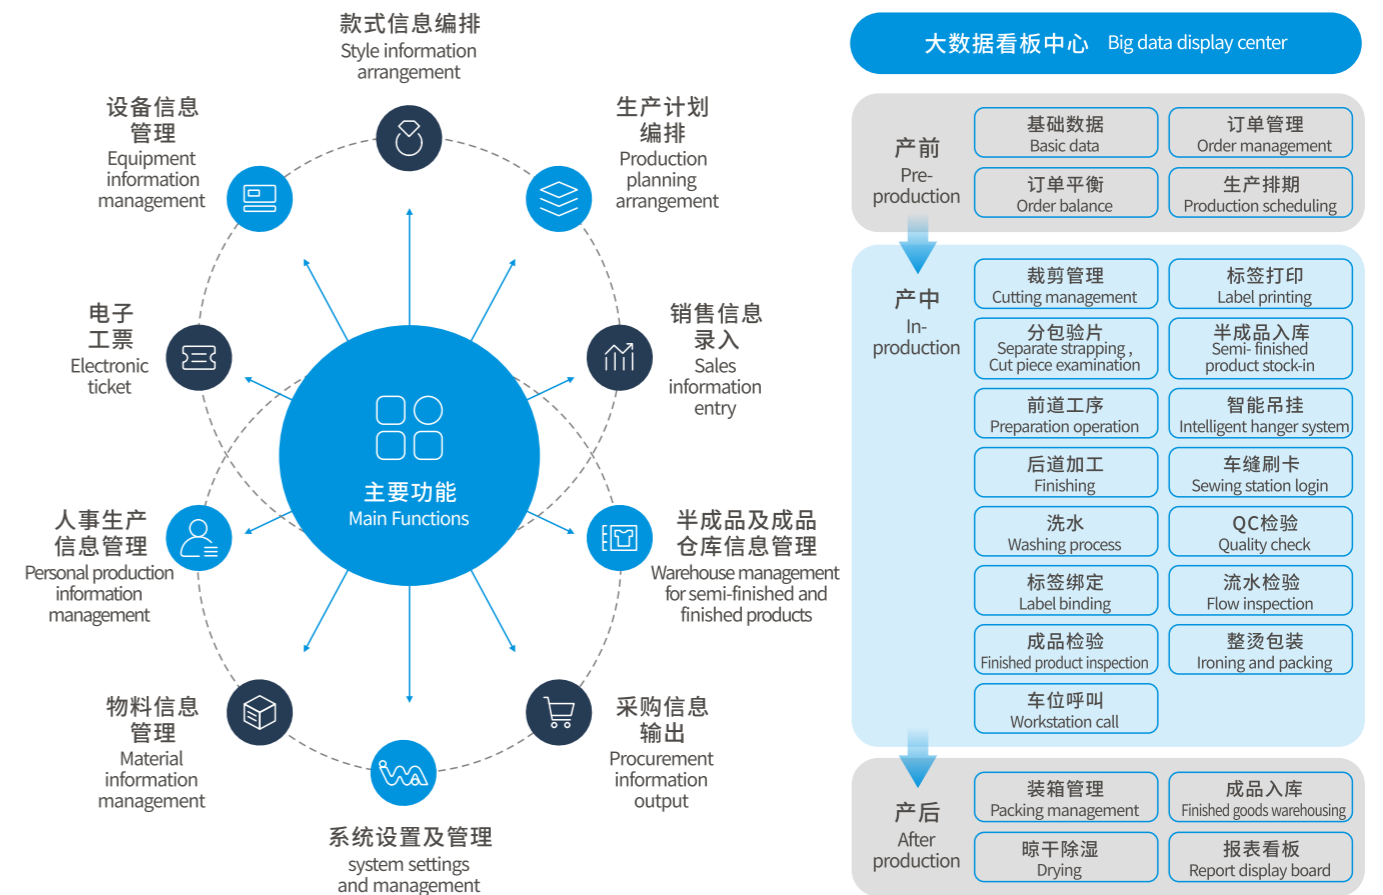 款式信息编排
Style information
arrangement
设备信息
管理
Equipment
information
management
生产计划
编排
Production
planning
arrangement
电子
工票
Electronic
ticket
销售信息
录入
Sales
information
entry
主要功能
Main Functions
人事生产
信息管理
Personal production
information
management
半成品及成品
仓库信息管理
Warehouse management
for semi-finished and
finished products
物料信息
管理
Material
information
management
采购信息
输出
Procurement
information
output
系统设置及管理
system settings
and management
大数据看板中心 Big data display center
产前
Pre-
production
基础数据
Basic data
订单管理
Order management
订单平衡
Order balance
生产排期
Production scheduling
产中
In-
production
裁剪管理
Cutting management
标签打印
Label printing
分包验片
Separate strapping ,
Cut piece examination
半成品入库
Semi- finished
product stock-in
前道工序
Preparation operation
智能吊挂
Intelligent hanger system
后道加工
Finishing
车缝刷卡
Sewing station login
洗水
Washing process
QC检验
Quality check
标签绑定
Label binding
流水检验
Flow inspection
成品检验
Finished product inspection
整烫包装
Ironing and packing
车位呼叫
Workstation call
产后
After
production
装箱管理
Packing management
成品入库
Finished goods warehousing
晾干除湿
Drying
报表看板
Report display board